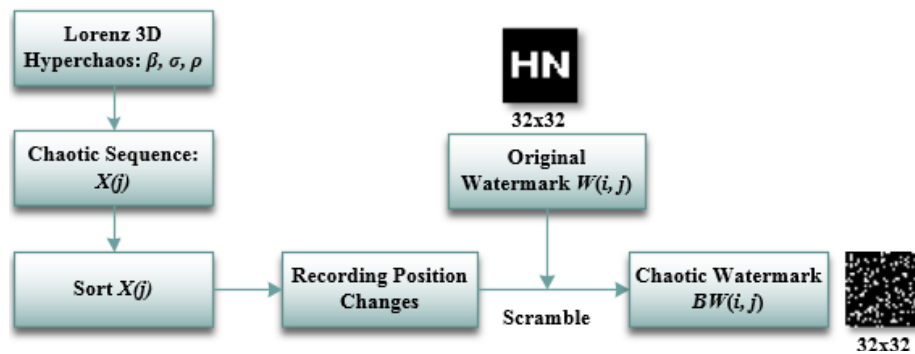 Lorenz 3D
Hyperchaos: β, σ, ρ
HN
32x32
Chaotic Sequence:
X(j)
Original
Watermark W(i, j)
Sort X(j)
Recording Position
Changes
Scramble
Chaotic Watermark
BW(i, j)
32x32